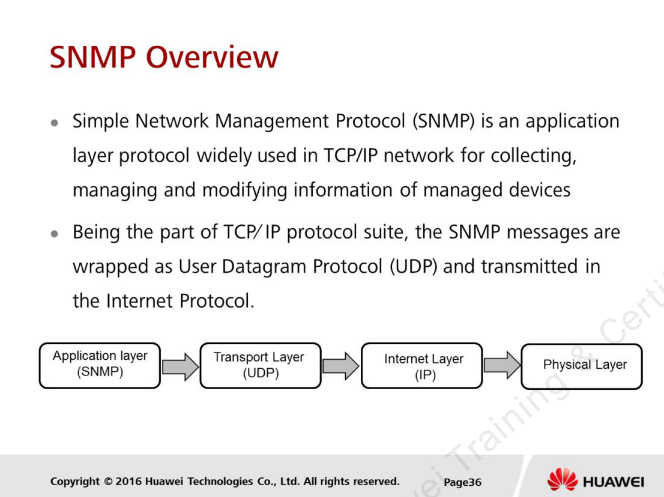 SNMP Overview
Simple Network Management Protocol (SNMP) is an application
layer protocol widely used in TCP/IP network for collecting,
managing and modifying information of managed devices
Being the part of TCP/IP protocol suite, the SNMP messages are
wrapped as User Datagram Protocol (UDP) and transmitted in
the Internet Protocol.
Application layer
(SNMP)
Transport Layer
(UDP)
Internet Layer
(IP)
Physical Layer
Training &
Copyright © 2016 Huawei Technologies Co., Ltd. All rights reserved.
Page36
HUAWEI